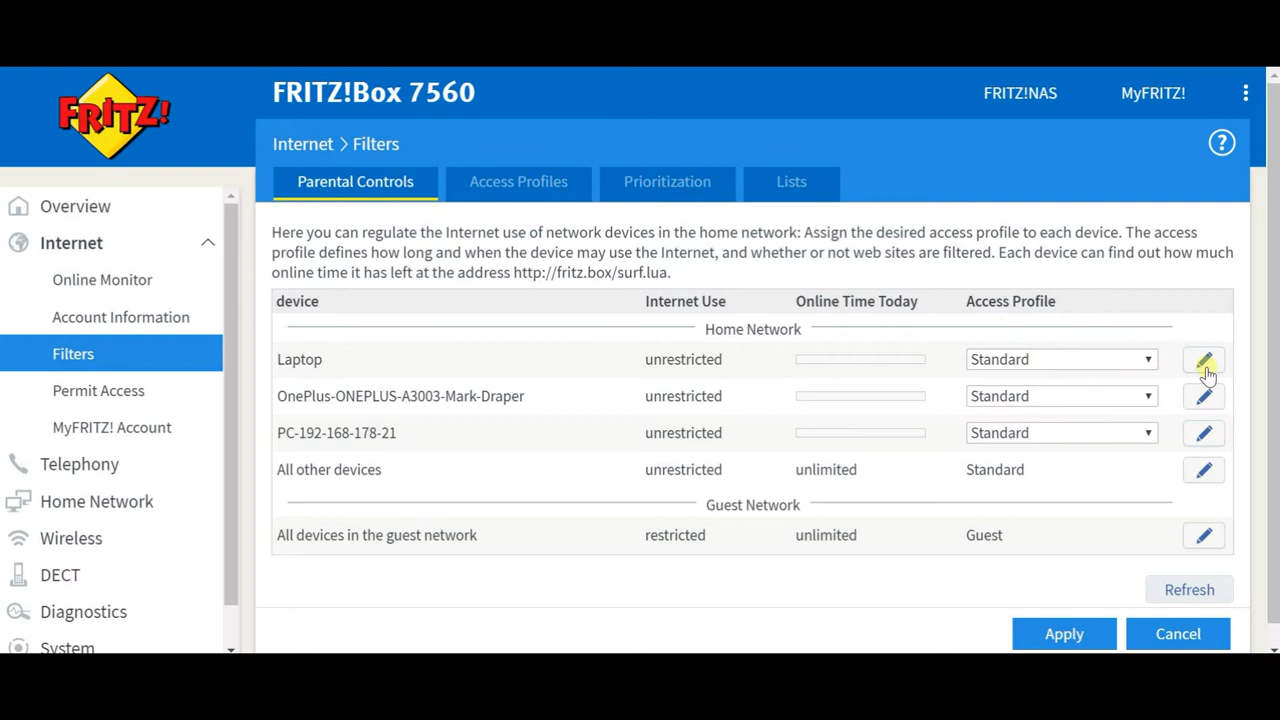 FRITZ!
FRITZ!Box 7560
FRITZ!NAS
MyFRITZ!
Internet > Filters
?
Parental Controls
Access Profiles
Prioritization
Lists
Overview
Internet
Online Monitor
Account Information
Filters
Permit Access
MyFRITZ! Account
Telephony
Home Network
Wireless
DECT
Diagnostics
System
Here you can regulate the Internet use of network devices in the home network: Assign the desired access profile to each device. The access
profile defines how long and when the device may use the Internet, and whether or not web sites are filtered. Each device can find out how much
online time it has left at the address http://fritz.box/surf.lua.
device Internet Use Online Time Today Access Profile
Home Network
Laptop unrestricted Standard
OnePlus-ONEPLUS-A3003-Mark-Draper unrestricted Standard
PC-192-168-178-21 unrestricted Standard
All other devices unrestricted unlimited Standard
Guest Network
All devices in the guest network restricted unlimited Guest
Refresh
Apply
Cancel